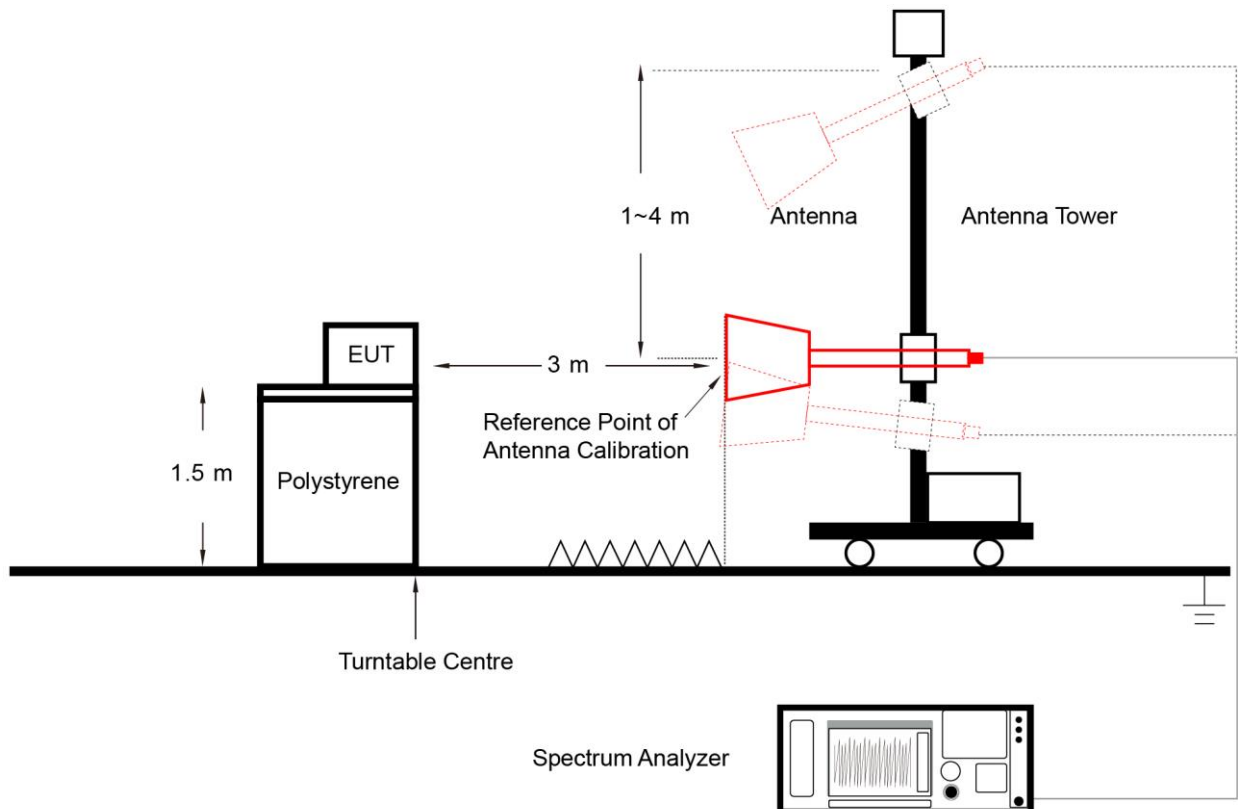 1~4 m
Antenna
Antenna Tower
EUT
3 m
Reference Point of
Antenna Calibration
1.5 m
Polystyrene
Turntable Centre
Spectrum Analyzer